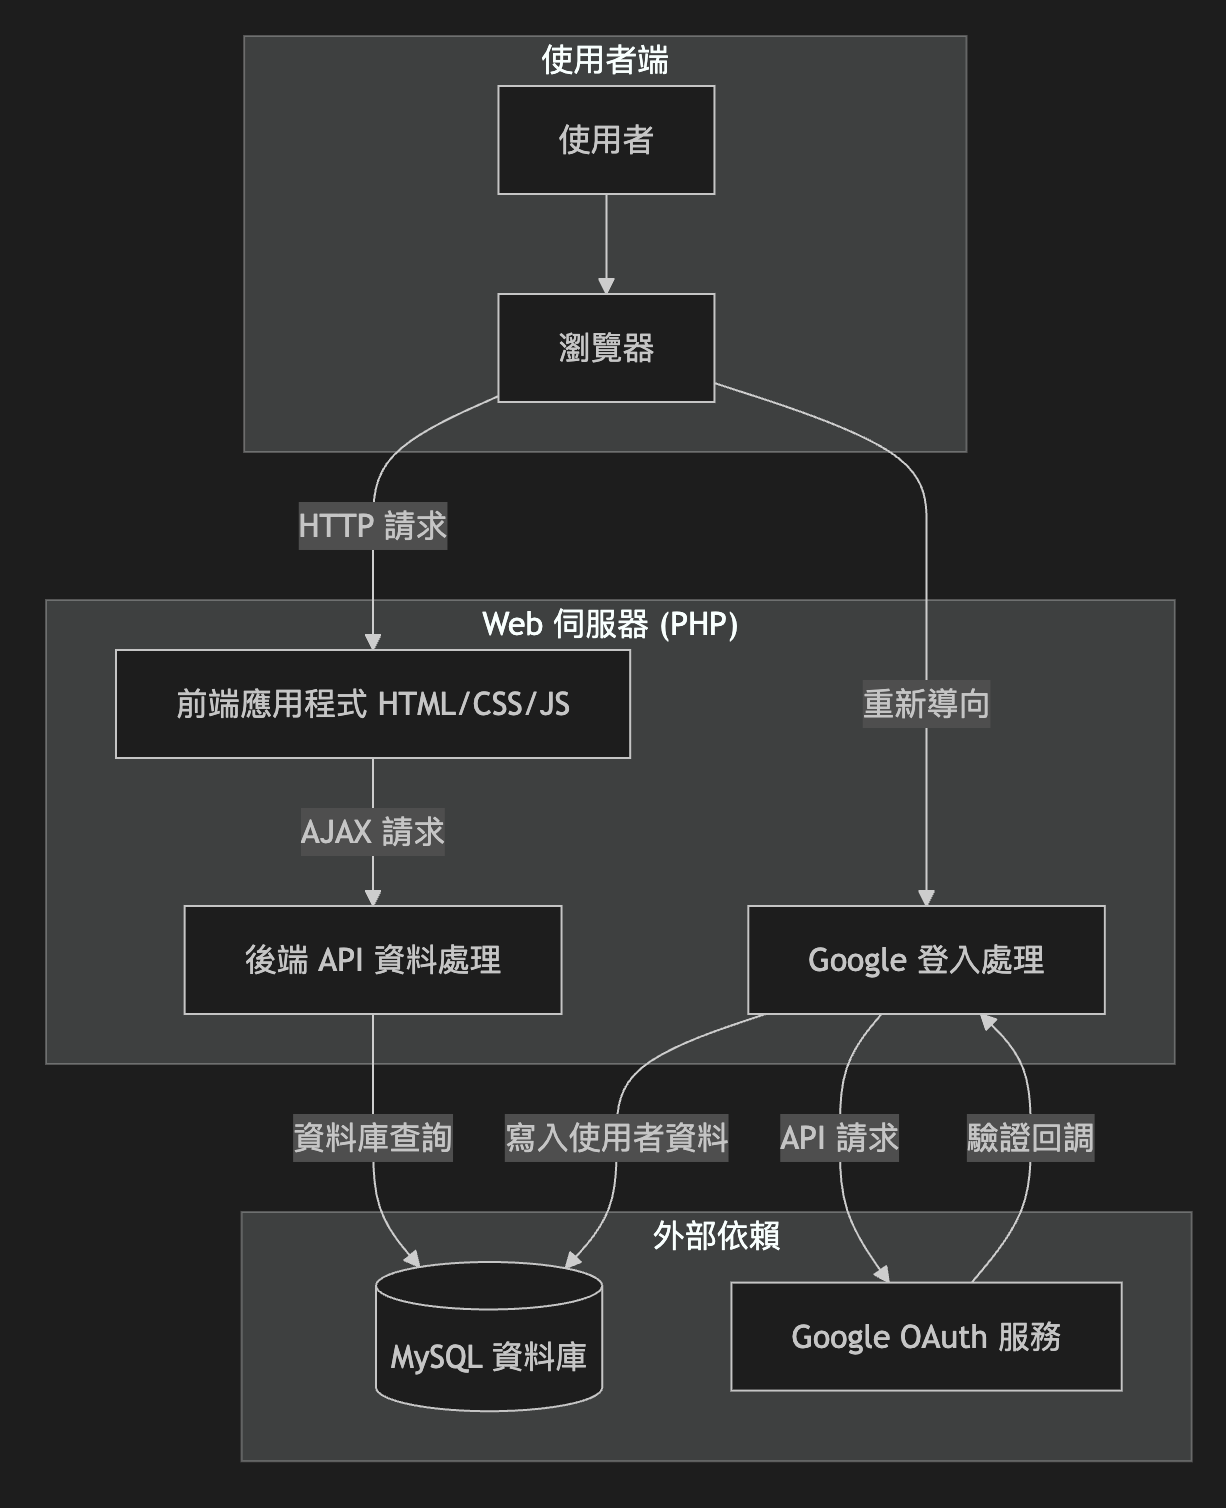 使用者端
使用者
瀏覽器
HTTP 請求
Web 伺服器 (PHP)
前端應用程式 HTML/CSS/JS
重新導向
AJAX 請求
後端 API 資料處理
Google 登入處理
資料庫查詢
寫入使用者資料
API 請求
驗證回調
外部依賴
MySQL 資料庫
Google OAuth 服務